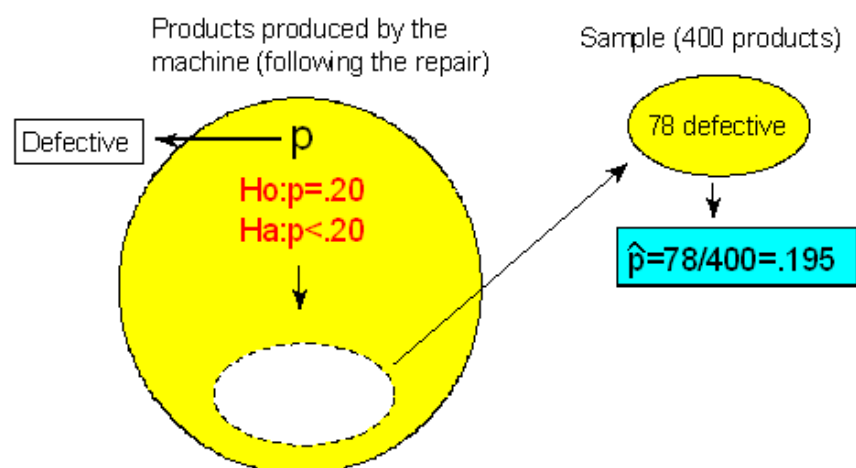 Products produced by the
machine (following the repair)
Sample (400 products)
Defective
p
78 defective
Ho:p=.20
Ha:p<.20
p̂=78/400=.195